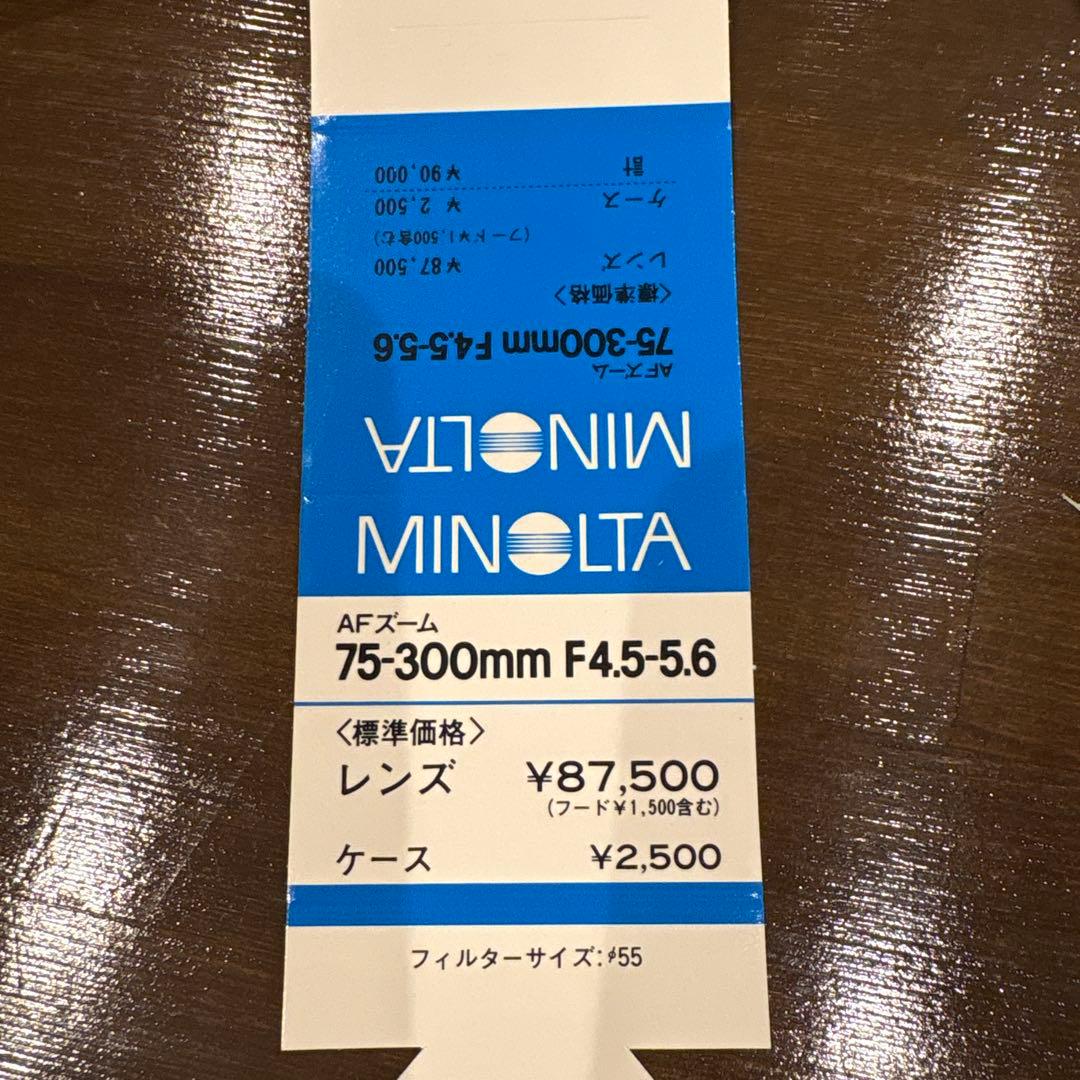 計 ¥90,000
ケース ¥ 2,500
(フード¥1,500含む)
レンズ ¥87,500
〈標準価格〉
75-300mm F4.5-5.6
AFズーム
MINOLTA
MINOLTA
AFズーム
75-300mm F4.5-5.6
〈標準価格〉
レンズ ¥87,500
(フード¥1,500含む)
ケース ¥2,500
フィルターサイズ:φ55